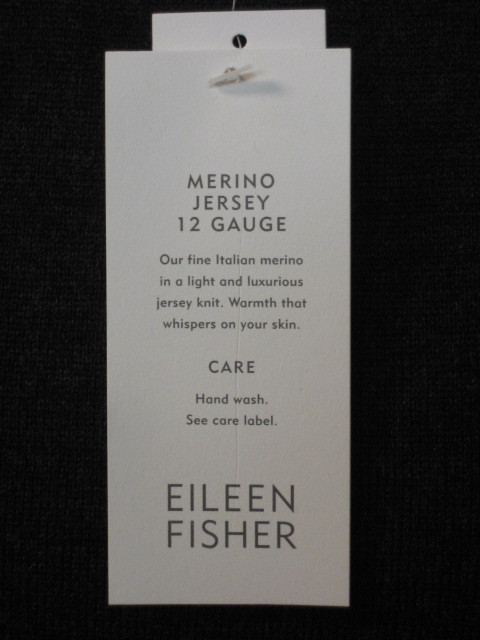 MERINO
JERSEY
12 GAUGE
Our fine Italian merino
in a light and luxurious
jersey knit. Warmth that
whispers on your skin.
CARE
Hand wash.
See care label.
EILEEN
FISHER